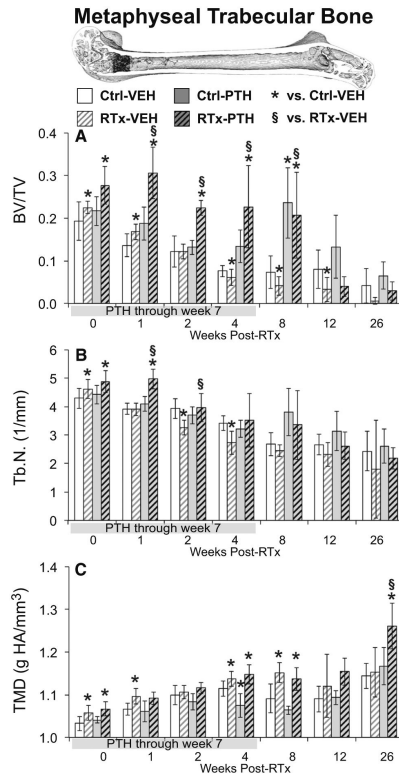 Metaphyseal Trabecular Bone
Ctrl-VEH Ctrl-PTH * vs. Ctrl-VEH
RTx-VEH RTx-PTH § vs. RTx-VEH
A
BV/TV
0.4
0.3
0.2
0.1
0.0
* * * § * § * * § * * * § * *
PTH through week 7
0 1 2 4 8 12 26
Weeks Post-RTx
B
Tb.N. (1/mm)
6
5
4
3
2
1
0
* * § * * § *
PTH through week 7
0 1 2 4 8 12 26
Weeks Post-RTx
C
TMD (g HA/mm³)
1.4
1.3
1.2
1.1
1.0
* * * * * * * * § *
PTH through week 7
0 1 2 4 8 12 26
Weeks Post-RTx